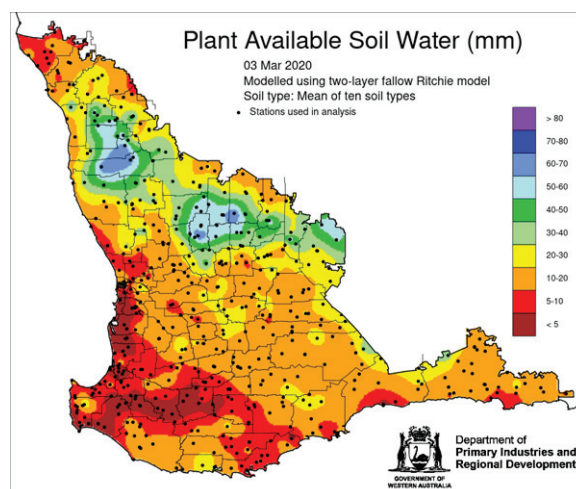 Plant Available Soil Water (mm)
03 Mar 2020
Modelled using two-layer fallow Ritchie model
Soil type: Mean of ten soil types
Stations used in analysis
> 80
70-80
60-70
50-60
40-50
30-40
20-30
10-20
5-10
< 5
GOVERNMENT OF
WESTERN AUSTRALIA
Department of
Primary Industries and
Regional Development